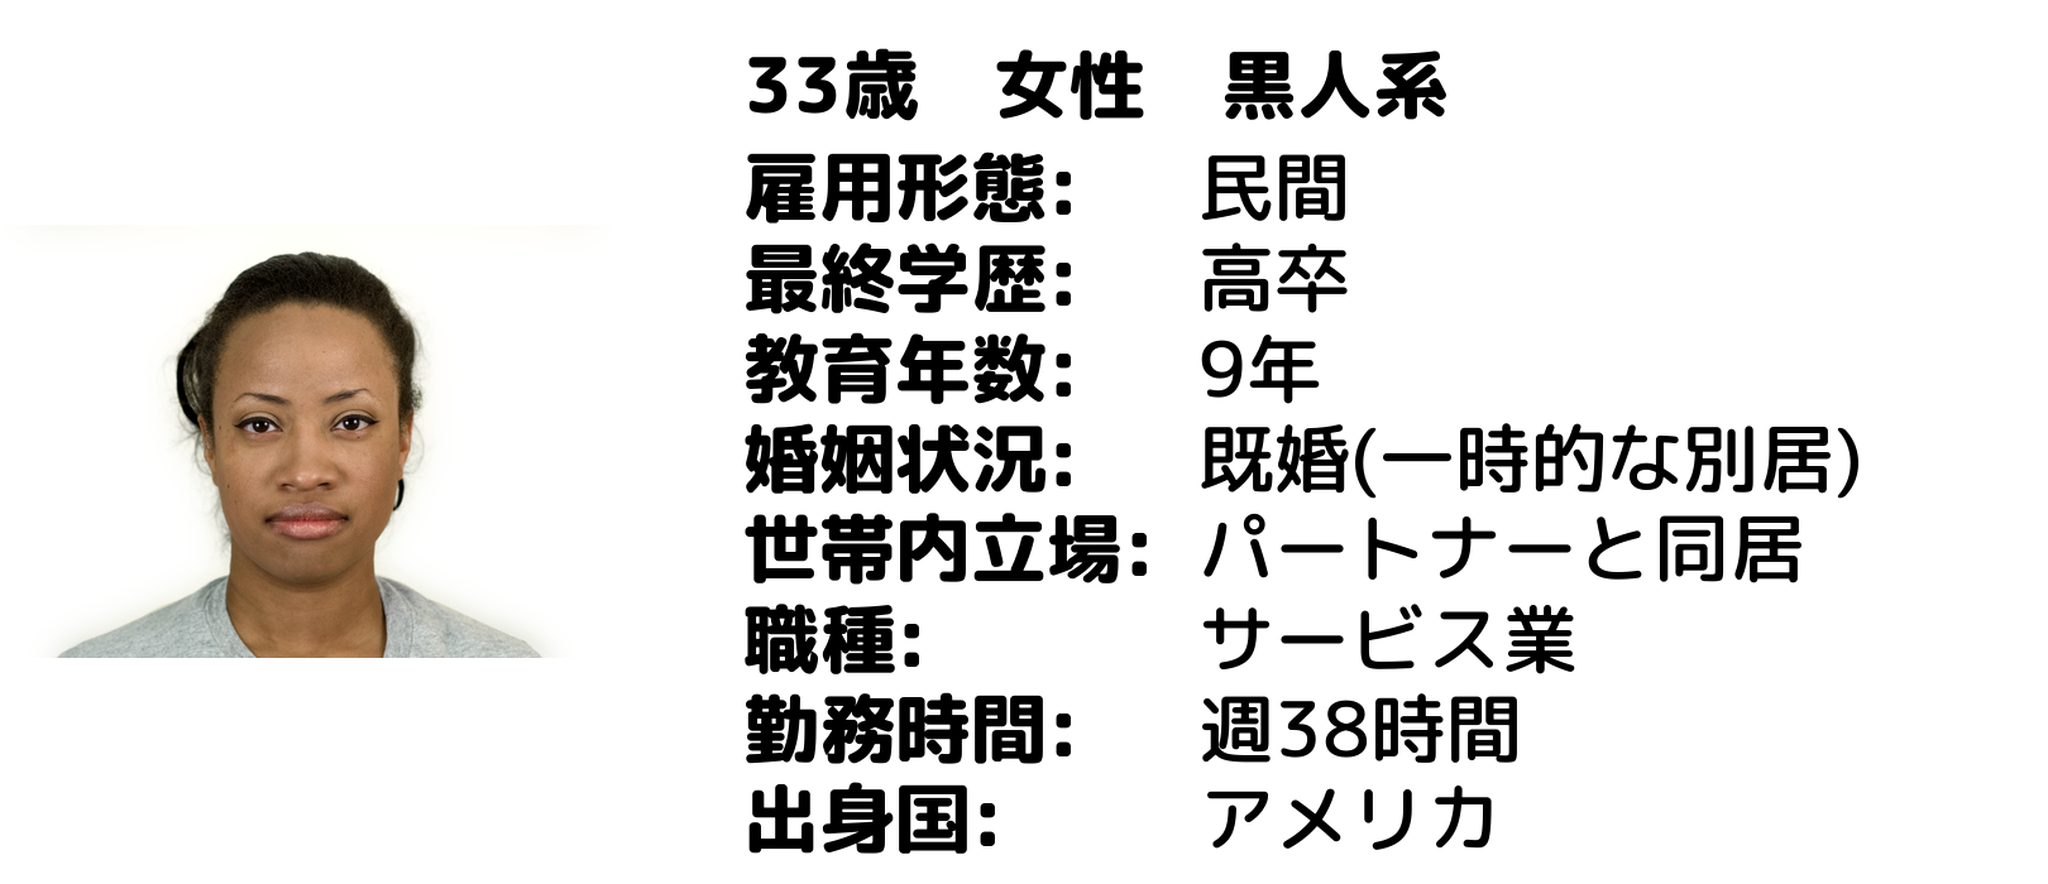 33歳　女性　黒人系
雇用形態: 民間
最終学歴: 高卒
教育年数: 9年
婚姻状況: 既婚(一時的な別居)
世帯内立場: パートナーと同居
職種: サービス業
勤務時間: 週38時間
出身国: アメリカ